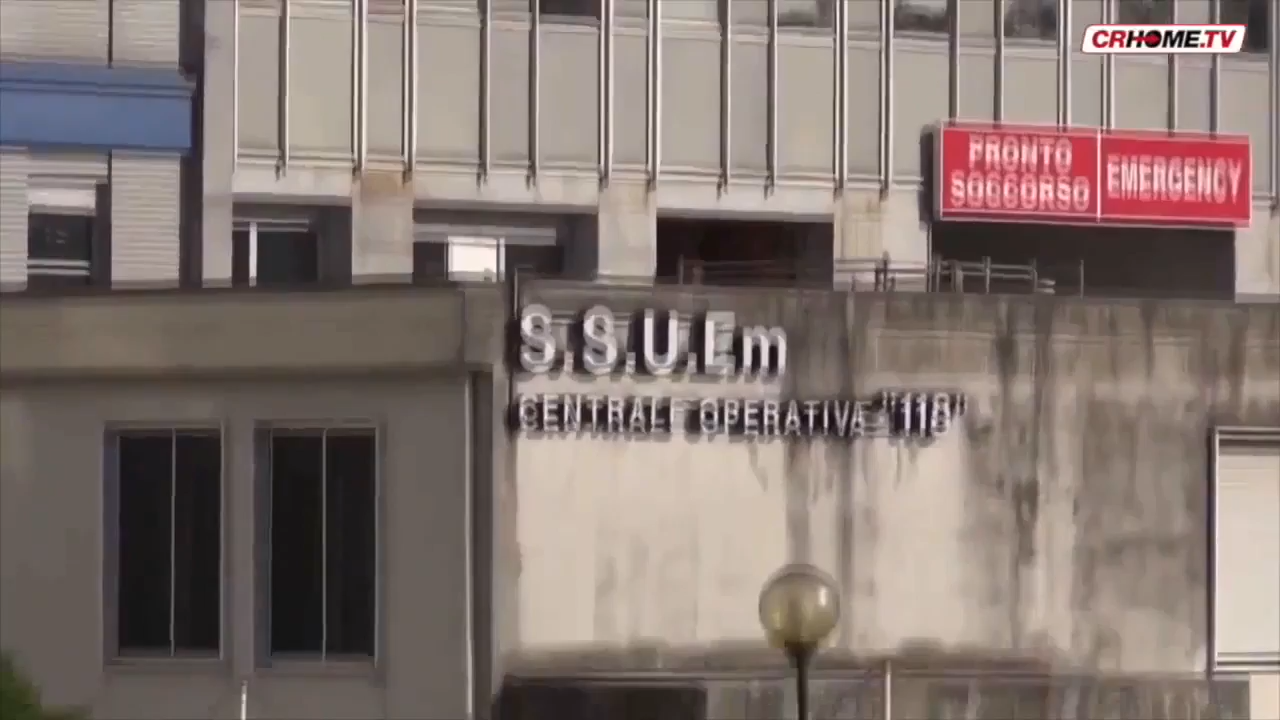 CRHOME.TV
PRONTO
SOCCORSO
EMERGENCY
S.S.U.Em
CENTRALE OPERATIVA "118"